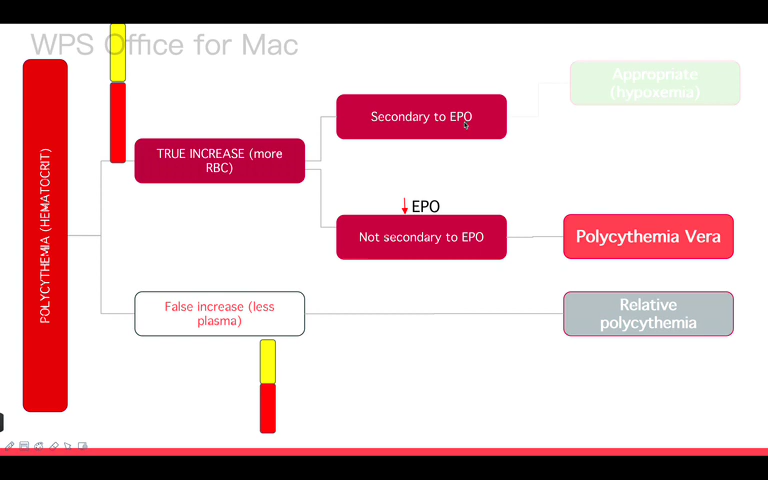 WPS Office for Mac
POLYCYTHEMIA (HEMATOCRIT)
TRUE INCREASE (more
RBC)
Secondary to EPO
Appropriate
(hypoxemia)
EPO
Not secondary to EPO
Polycythemia Vera
False increase (less
plasma)
Relative
polycythemia